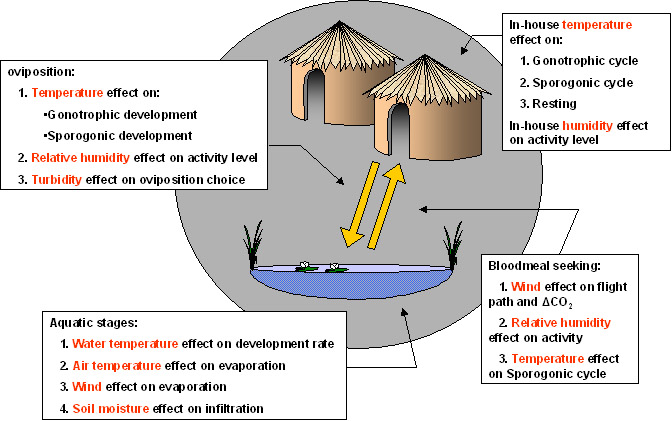 oviposition:
1. Temperature effect on:
•Gonotrophic development
•Sporogonic development
2. Relative humidity effect on activity level
3. Turbidity effect on oviposition choice
In-house temperature
effect on:
1. Gonotrophic cycle
2. Sporogonic cycle
3. Resting
In-house humidity effect
on activity level
Bloodmeal seeking:
1. Wind effect on flight
path and ΔCO₂
2. Relative humidity
effect on activity
3. Temperature effect
on Sporogonic cycle
Aquatic stages:
1. Water temperature effect on development rate
2. Air temperature effect on evaporation
3. Wind effect on evaporation
4. Soil moisture effect on infiltration